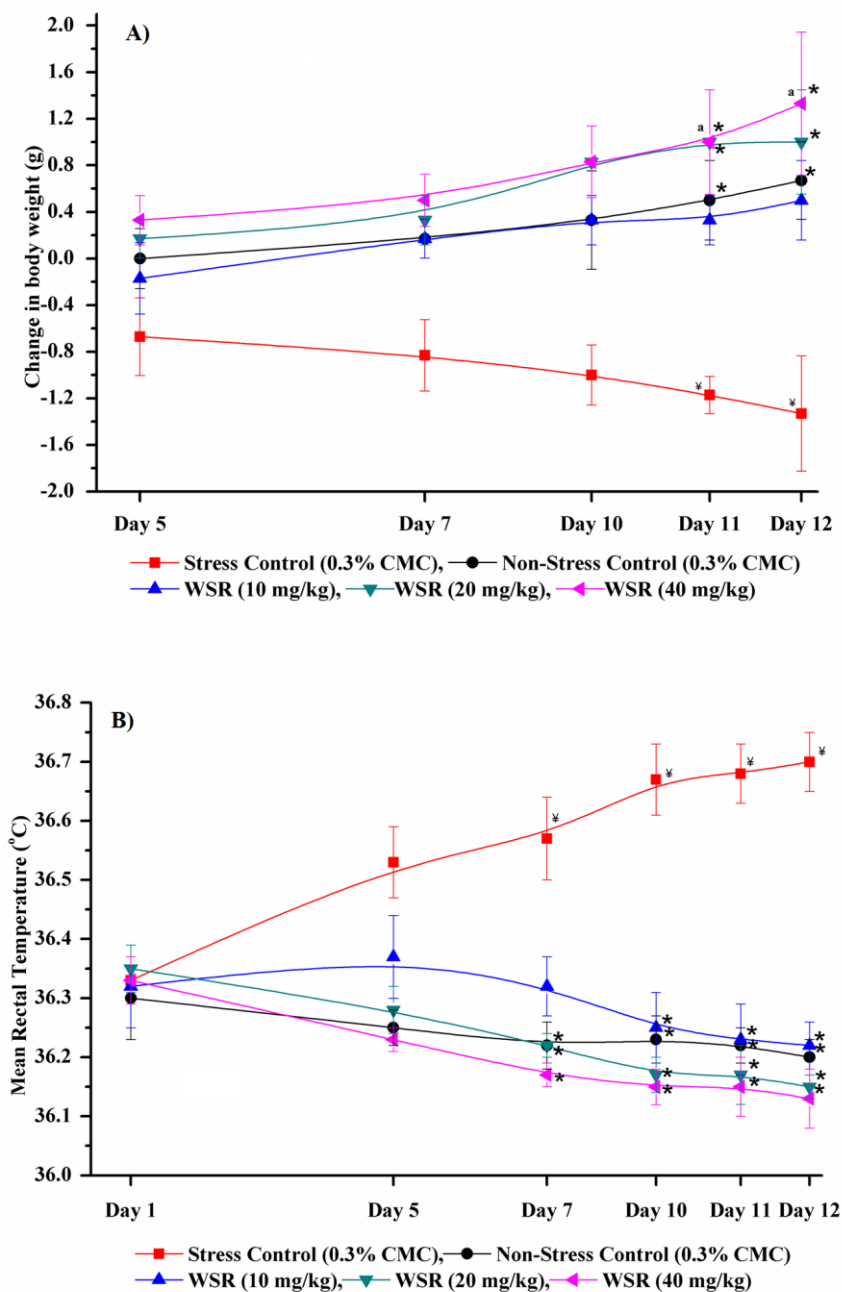 A)
2.0
1.6
1.2
0.8
0.4
0.0
-0.4
-0.8
-1.2
-1.6
-2.0
Change in body weight (g)
a *
*
a *
*
*
*
¥
¥
Day 5 Day 7 Day 10 Day 11 Day 12
Stress Control (0.3% CMC), Non-Stress Control (0.3% CMC)
WSR (10 mg/kg), WSR (20 mg/kg), WSR (40 mg/kg)
B)
36.8
36.7
36.6
36.5
36.4
36.3
36.2
36.1
36.0
Mean Rectal Temperature (°C)
¥ ¥ ¥ ¥
* * * *
* * * *
* * * *
* * *
Day 1 Day 5 Day 7 Day 10 Day 11 Day 12
Stress Control (0.3% CMC), Non-Stress Control (0.3% CMC)
WSR (10 mg/kg), WSR (20 mg/kg), WSR (40 mg/kg)